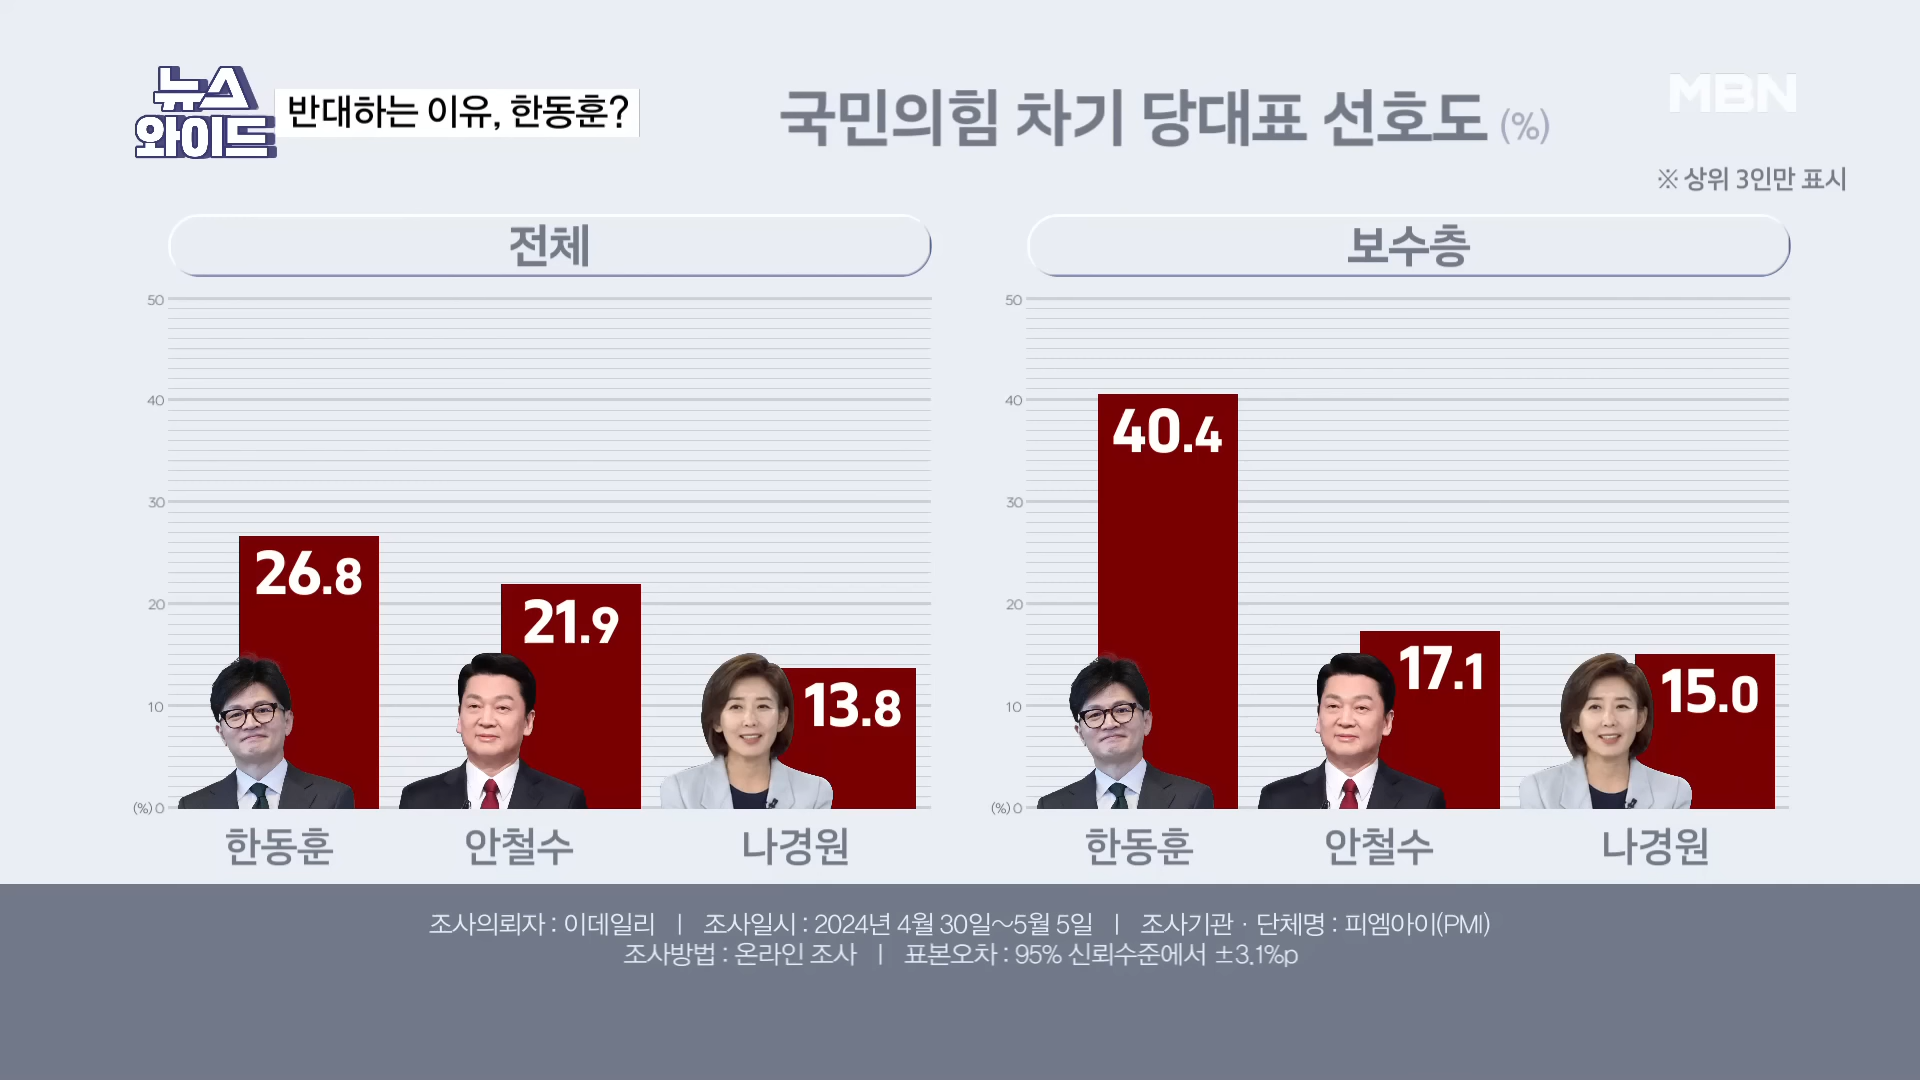 뉴스
와이드
반대하는 이유, 한동훈?
국민의힘 차기 당대표 선호도 (%)
MBN
※ 상위 3인만 표시
전체
50
40
30
20
10
(%) 0
26.8
21.9
13.8
한동훈
안철수
나경원
보수층
50
40
30
20
10
(%) 0
40.4
17.1
15.0
한동훈
안철수
나경원
조사의뢰자 : 이데일리 | 조사일시 : 2024년 4월 30일~5월 5일 | 조사기관 · 단체명 : 피엠아이(PMI)
조사방법 : 온라인 조사 | 표본오차 : 95% 신뢰수준에서 ±3.1%p